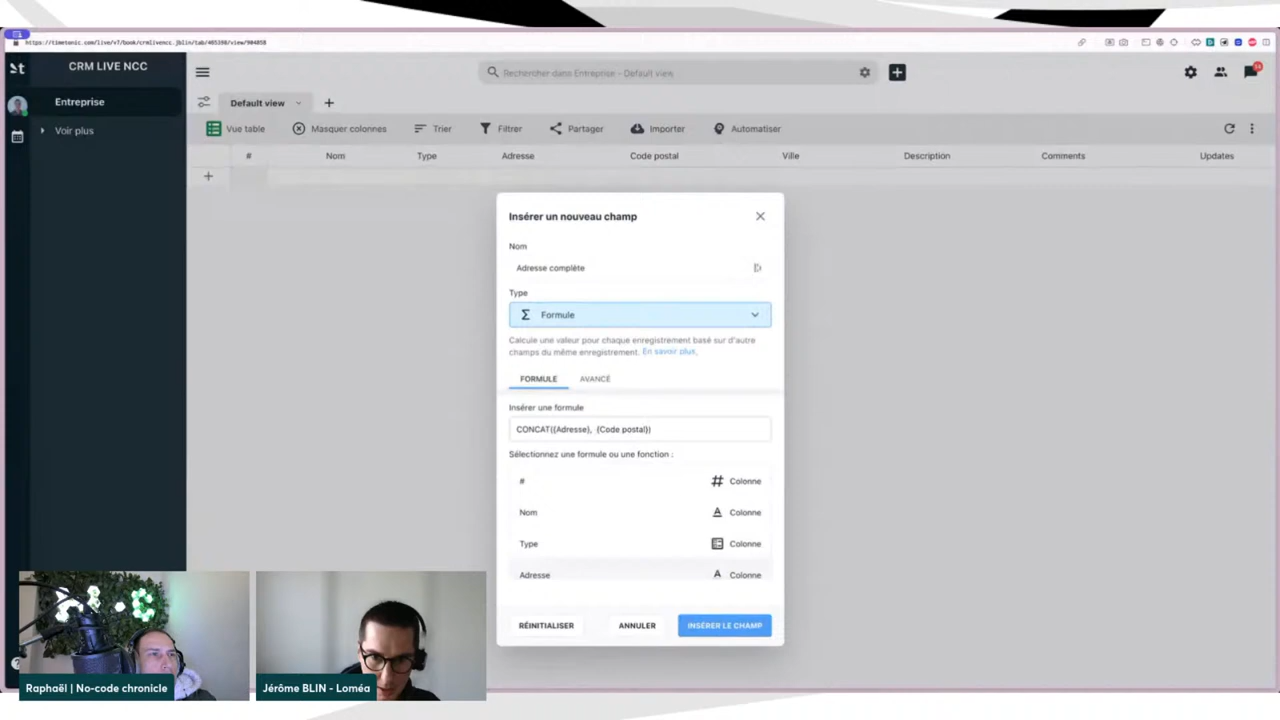 https://timetonic.com/live/v7/book/crmlivencc.jblin/tab/465398/view/904058
CRM LIVE NCC
Rechercher dans Entreprise - Default view
Entreprise
Default view
Voir plus
Vue table
Masquer colonnes
Trier
Filtrer
Partager
Importer
Automatiser
#
Nom
Type
Adresse
Code postal
Ville
Description
Comments
Updates
Insérer un nouveau champ
Nom
Adresse complète
Type
Formule
Calcule une valeur pour chaque enregistrement basé sur d'autre
champs du même enregistrement. En savoir plus.
FORMULE
AVANCÉ
Insérer une formule
CONCAT({Adresse}, {Code postal})
Sélectionnez une formule ou une fonction :
# Colonne
Nom Colonne
Type Colonne
Adresse Colonne
RÉINITIALISER
ANNULER
INSÉRER LE CHAMP
Raphaël | No-code chronicle
Jérôme BLIN - Loméa